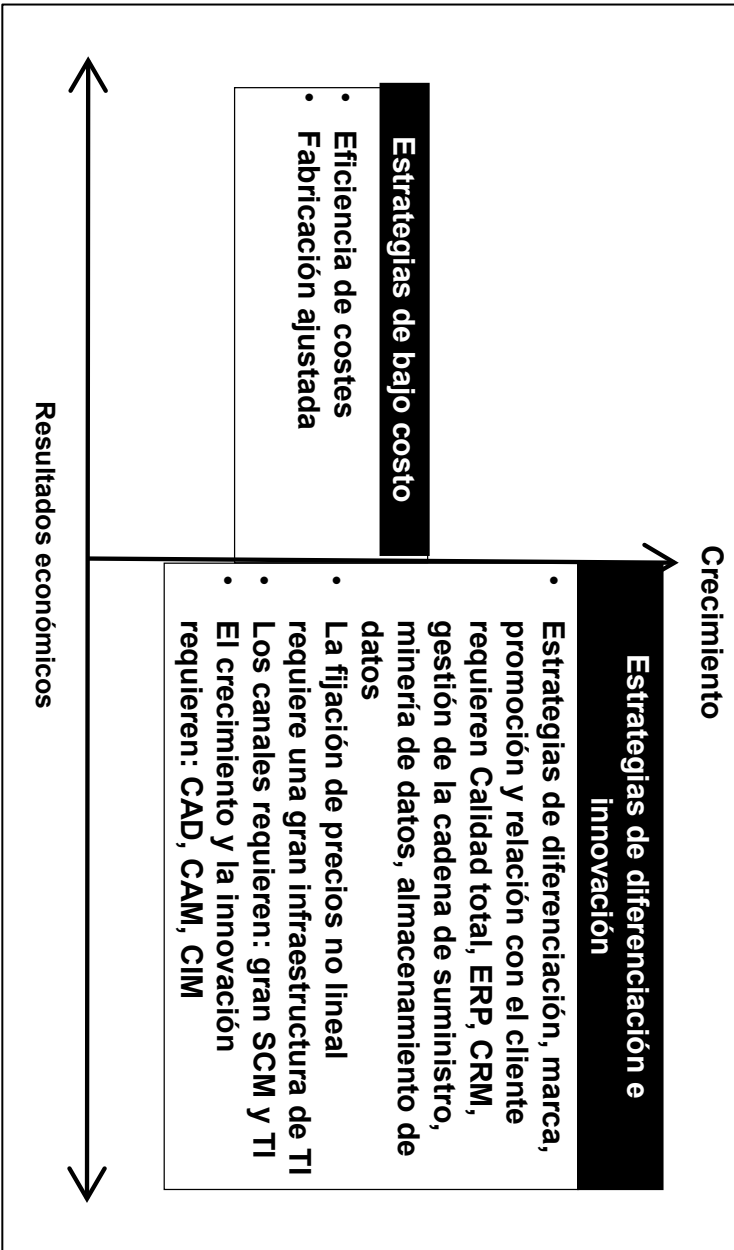 Crecimiento
Estrategias de bajo costo
• Eficiencia de costes
• Fabricación ajustada
Estrategias de diferenciación e
innovación
• Estrategias de diferenciación, marca,
promoción y relación con el cliente
requieren Calidad total, ERP, CRM,
gestión de la cadena de suministro,
minería de datos, almacenamiento de
datos
• La fijación de precios no lineal
requiere una gran infraestructura de TI
• Los canales requieren: gran SCM y TI
• El crecimiento y la innovación
requieren: CAD, CAM, CIM
Resultados económicos